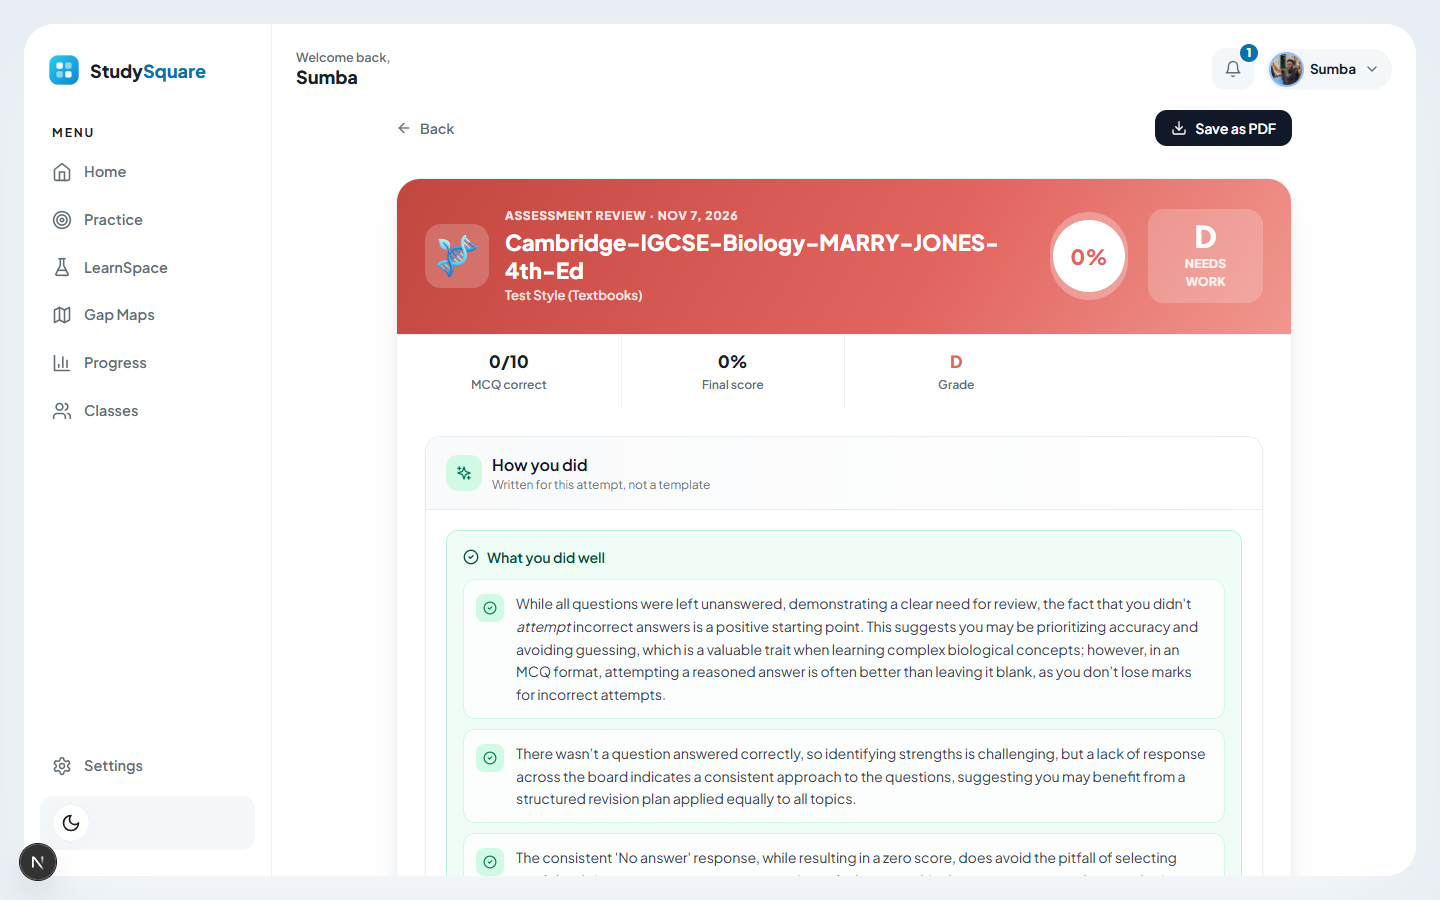 StudySquare
MENU
Home
Practice
LearnSpace
Gap Maps
Progress
Classes
Settings
N
Welcome back,
Sumba
1
Sumba
Back
Save as PDF
ASSESSMENT REVIEW · NOV 7, 2026
Cambridge-IGCSE-Biology-MARRY-JONES-
4th-Ed
Test Style (Textbooks)
0%
D
NEEDS
WORK
0/10
MCQ correct
0%
Final score
D
Grade
How you did
Written for this attempt, not a template
What you did well
While all questions were left unanswered, demonstrating a clear need for review, the fact that you didn't
attempt incorrect answers is a positive starting point. This suggests you may be prioritizing accuracy and
avoiding guessing, which is a valuable trait when learning complex biological concepts; however, in an
MCQ format, attempting a reasoned answer is often better than leaving it blank, as you don't lose marks
for incorrect attempts.
There wasn't a question answered correctly, so identifying strengths is challenging, but a lack of response
across the board indicates a consistent approach to the questions, suggesting you may benefit from a
structured revision plan applied equally to all topics.
The consistent 'No answer' response, while resulting in a zero score, does avoid the pitfall of selecting